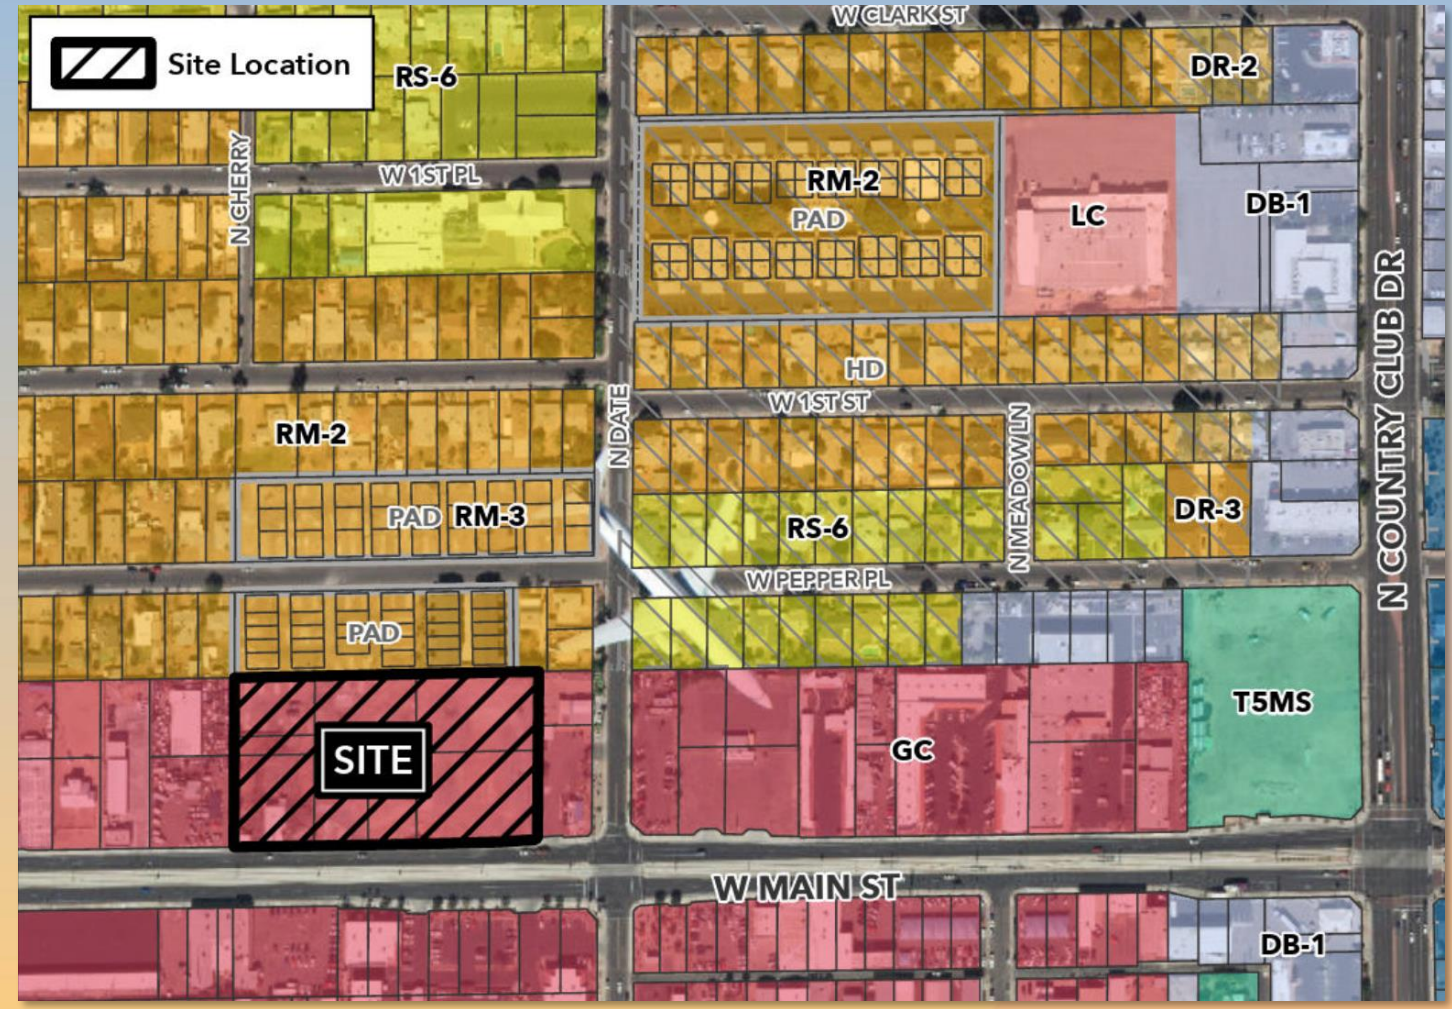 W CLARK ST
Site Location
RS-6
DR-2
N CHERRY
W 1ST PL
RM-2
PAD
LC
DB-1
HD
W 1ST ST
N DATE
N MEADOW LN
N COUNTRY CLUB DR
RM-2
PAD RM-3
RS-6
DR-3
W PEPPER PL
PAD
T5MS
SITE
GC
W MAIN ST
DB-1